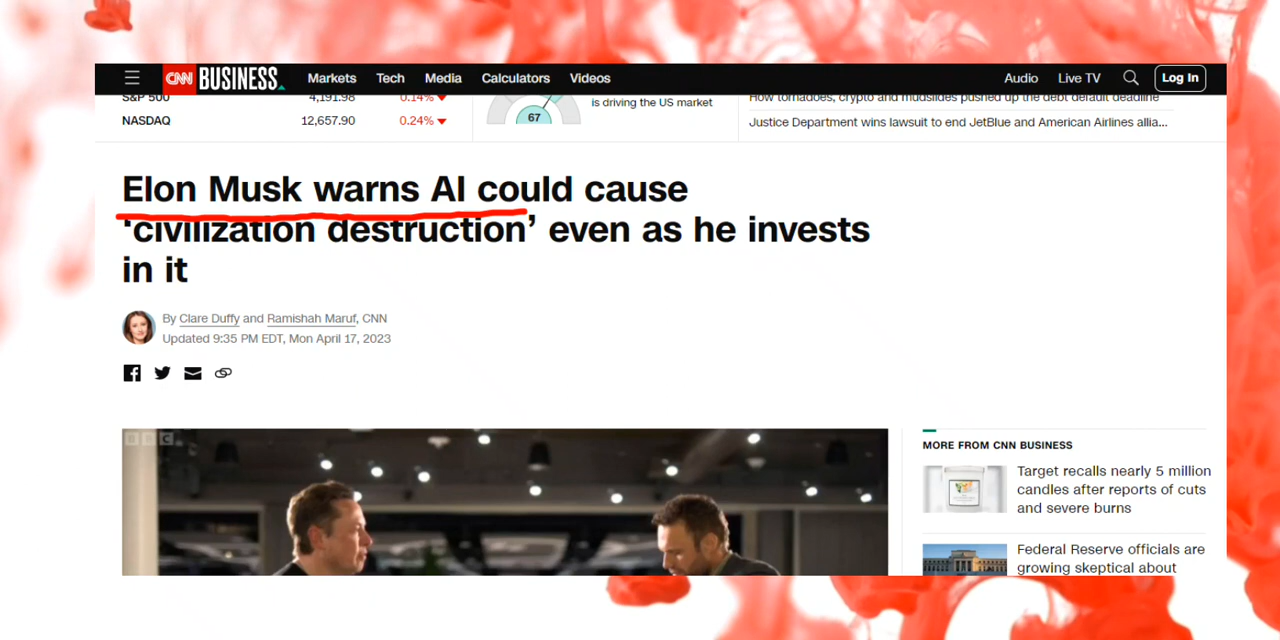 CNN BUSINESS Markets Tech Media Calculators Videos Audio Live TV Log In
S&P 500 4,191.98 0.14%
NASDAQ 12,657.90 0.24%
67
is driving the US market
How tornadoes, crypto and mudslides pushed up the debt default deadline
Justice Department wins lawsuit to end JetBlue and American Airlines allia...
Elon Musk warns AI could cause
'civilization destruction' even as he invests
in it
By Clare Duffy and Ramishah Maruf, CNN
Updated 9:35 PM EDT, Mon April 17, 2023
BBC
MORE FROM CNN BUSINESS
Target recalls nearly 5 million
candles after reports of cuts
and severe burns
Federal Reserve officials are
growing skeptical about